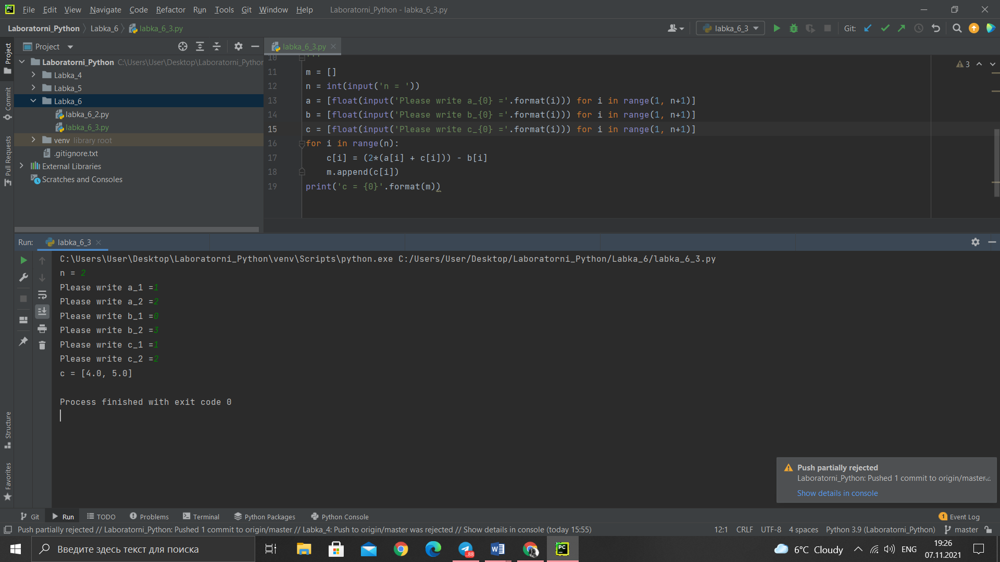 File Edit View Navigate Code Refactor Run Tools Git Window Help Laboratorni_Python - labka_6_3.py
Laboratorni_Python Labka_6 labka_6_3.py labka_6_3 Git:
Project
labka_6_3.py
Project
Commit
Pull Requests
Structure
Favorites
Laboratorni_Python C:\Users\User\Desktop\Laboratorni_Python
Labka_4
Labka_5
Labka_6
labka_6_2.py
labka_6_3.py
venv library root
.gitignore.txt
External Libraries
Scratches and Consoles
3
10 '''
11 m = []
12 n = int(input('n = '))
13 a = [float(input('Please write a_{0} ='.format(i))) for i in range(1, n+1)]
14 b = [float(input('Please write b_{0} ='.format(i))) for i in range(1, n+1)]
15 c = [float(input('Please write c_{0} ='.format(i))) for i in range(1, n+1)]
16 for i in range(n):
17     c[i] = (2*(a[i] + c[i])) - b[i]
18     m.append(c[i])
19 print('c = {0}'.format(m))
Run: labka_6_3
C:\Users\User\Desktop\Laboratorni_Python\venv\Scripts\python.exe C:/Users/User/Desktop/Laboratorni_Python/Labka_6/labka_6_3.py
n = 2
Please write a_1 =1
Please write a_2 =2
Please write b_1 =0
Please write b_2 =3
Please write c_1 =1
Please write c_2 =2
c = [4.0, 5.0]
Process finished with exit code 0
Push partially rejected
Laboratorni_Python: Pushed 1 commit to origin/master...
Show details in console
Git Run TODO Problems Terminal Python Packages Python Console 1 Event Log
Push partially rejected // Laboratorni_Python: Pushed 1 commit to origin/master // Labka_4: Push to origin/master was rejected // Show details in console (today 15:55) 12:1 CRLF UTF-8 4 spaces Python 3.9 (Laboratorni_Python) master
Введите здесь текст для поиска ..88 PC 6°C Cloudy ENG 19:26
07.11.2021